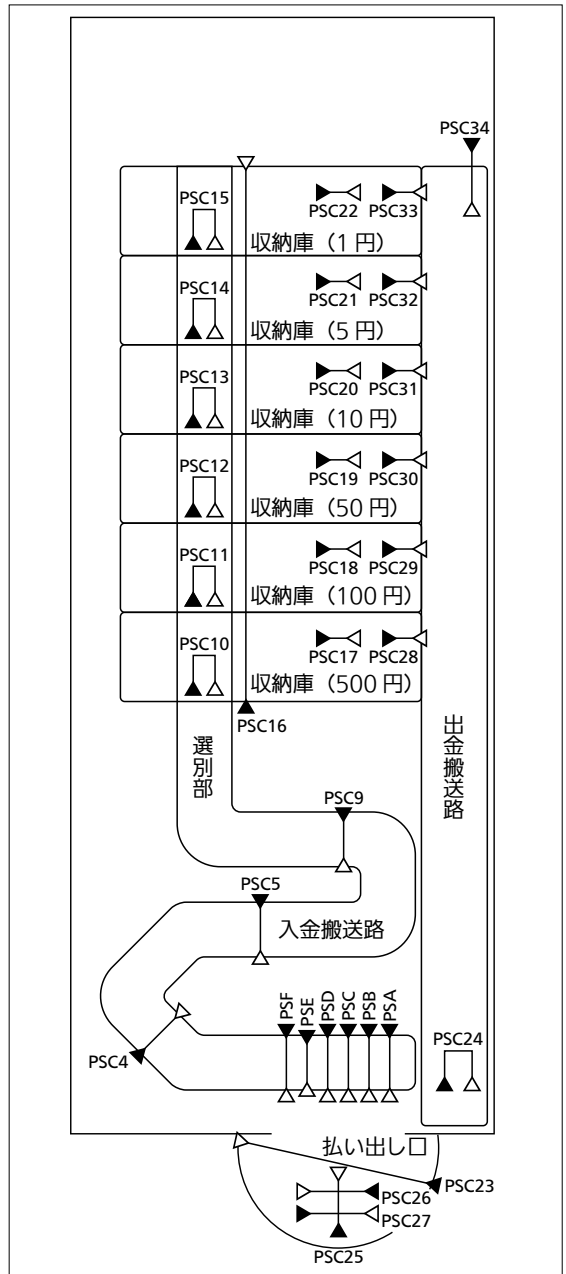 PSC34
PSC15
PSC22 PSC33
収納庫（1 円）
PSC14
PSC21 PSC32
収納庫（5 円）
PSC13
PSC20 PSC31
収納庫（10 円）
PSC12
PSC19 PSC30
収納庫（50 円）
PSC11
PSC18 PSC29
収納庫（100 円）
PSC10
PSC17 PSC28
収納庫（500 円）
PSC16
選別部
出金搬送路
PSC9
PSC5
入金搬送路
PSF
PSE
PSD
PSC
PSB
PSA
PSC4
PSC24
払い出し口
PSC23
PSC26
PSC27
PSC25